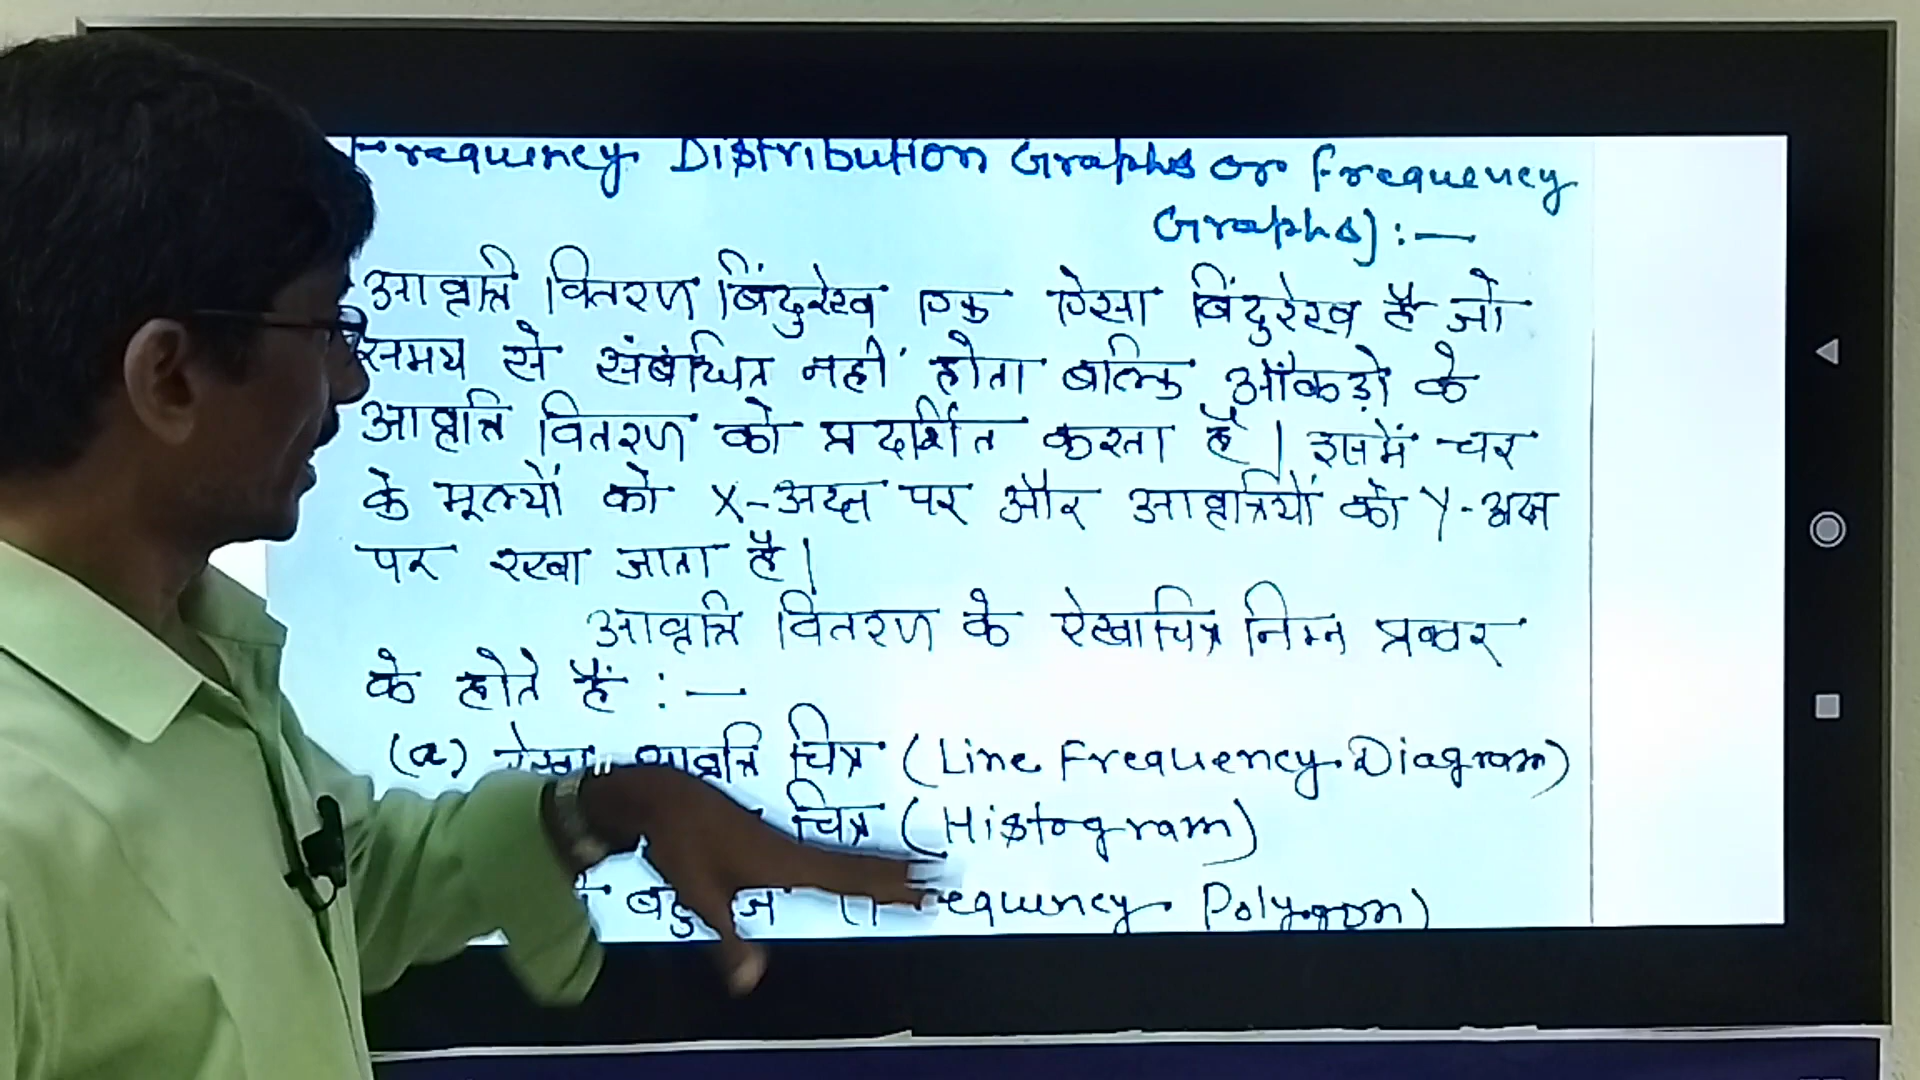 Frequency Distribution Graphs or Frequency
Graphs) :—
आवृत्ति वितरण बिंदुरेख एक ऐसा बिंदुरेख है जो
समय से संबंधित नहीं होता बल्कि आँकड़ो के
आवृत्ति वितरण को प्रदर्शित करता है। इसमें चर
के मूल्यों को X-अक्ष पर और आवृत्तियों को Y-अक्ष
पर रखा जाता है।
आवृत्ति वितरण के रेखाचित्र निम्न प्रकार
के होते हैं :—
(a) रेखा आवृत्ति चित्र (Line Frequency Diagram)
चित्र (Histogram)
Polygon)